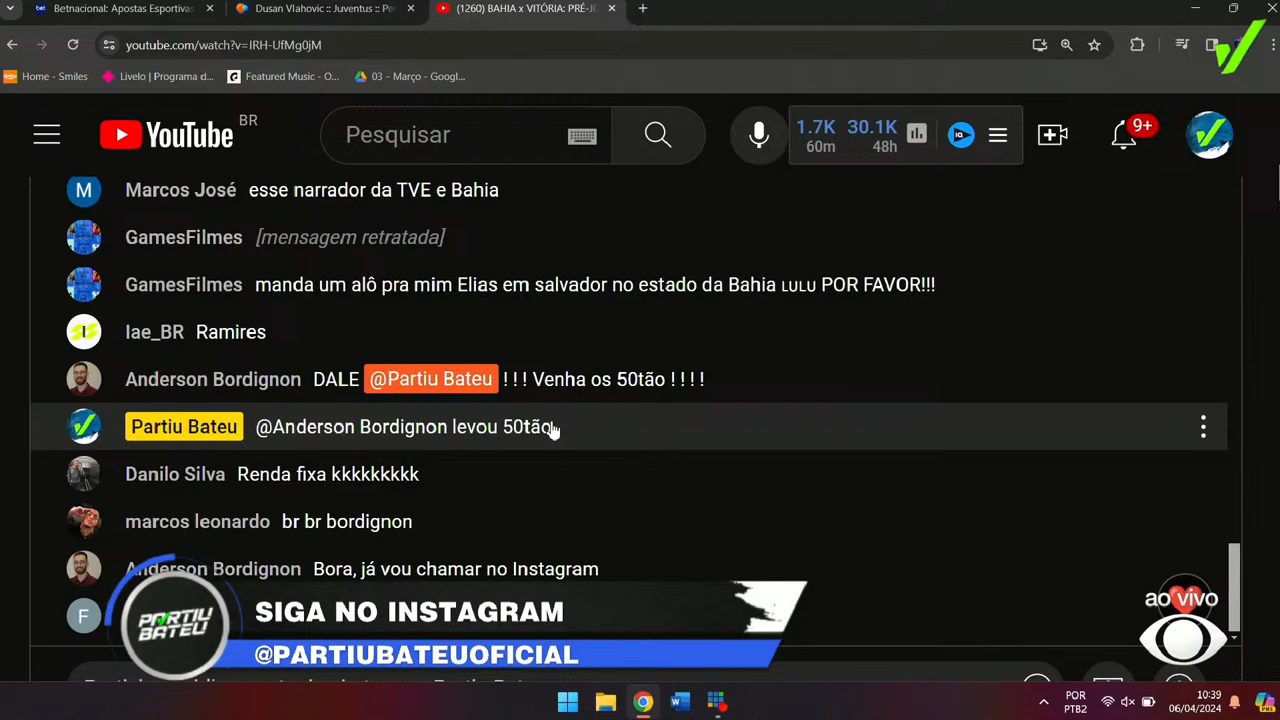 Betnacional: Apostas Esportivas
Dusan Vlahovic :: Juventus :: Pe
(1260) BAHIA x VITÓRIA: PRÉ-J
youtube.com/watch?v=IRH-UfMg0jM
Home - Smiles
Livelo | Programa d...
Featured Music - O...
03 - Março - Googl...
YouTube BR
Pesquisar
1.7K 30.1K
60m 48h
9+
M Marcos José esse narrador da TVE e Bahia
GamesFilmes [mensagem retratada]
GamesFilmes manda um alô pra mim Elias em salvador no estado da Bahia ʟᴜʟᴜ POR FAVOR!!!
Iae_BR Ramires
Anderson Bordignon DALE @Partiu Bateu ! ! ! Venha os 50tão ! ! ! !
Partiu Bateu @Anderson Bordignon levou 50tão
Danilo Silva Renda fixa kkkkkkkkk
marcos leonardo br br bordignon
Anderson Bordignon Bora, já vou chamar no Instagram
F
PARTIU BATEU
SIGA NO INSTAGRAM
@PARTIUBATEUOFICIAL
ao vivo
POR
PTB2
10:39
06/04/2024